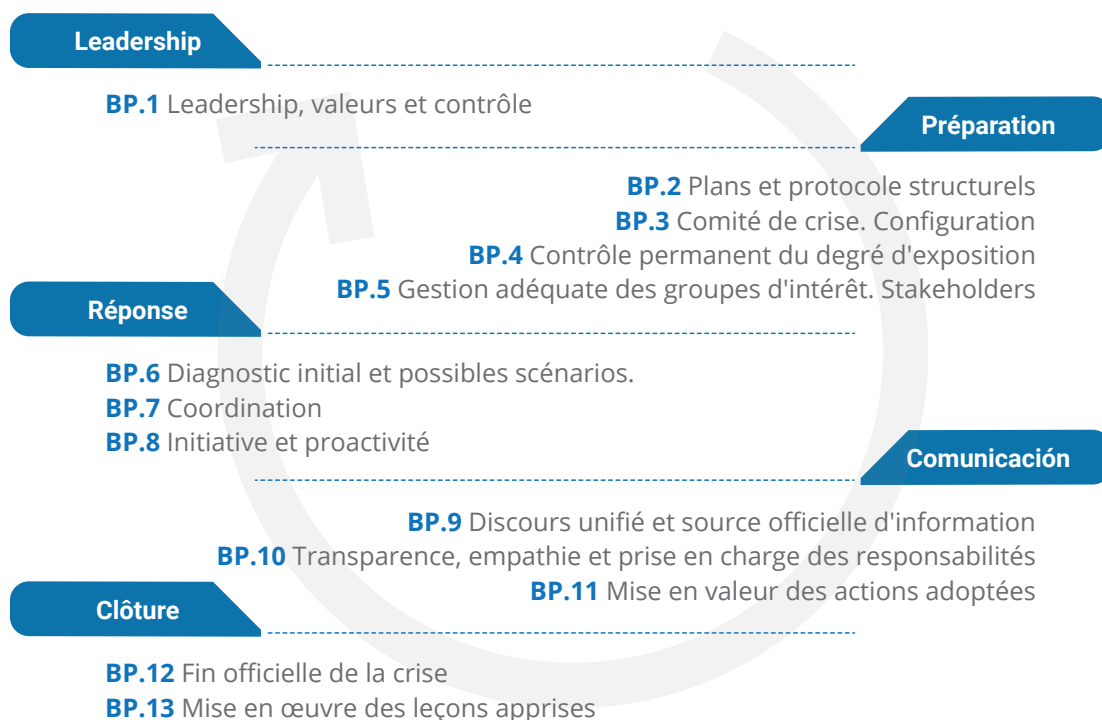 Leadership
BP.1 Leadership, valeurs et contrôle
Préparation
BP.2 Plans et protocole structurels
BP.3 Comité de crise. Configuration
BP.4 Contrôle permanent du degré d'exposition
BP.5 Gestion adéquate des groupes d'intérêt. Stakeholders
Réponse
BP.6 Diagnostic initial et possibles scénarios.
BP.7 Coordination
BP.8 Initiative et proactivité
Comunicación
BP.9 Discours unifié et source officielle d'information
BP.10 Transparence, empathie et prise en charge des responsabilités
BP.11 Mise en valeur des actions adoptées
Clôture
BP.12 Fin officielle de la crise
BP.13 Mise en œuvre des leçons apprises